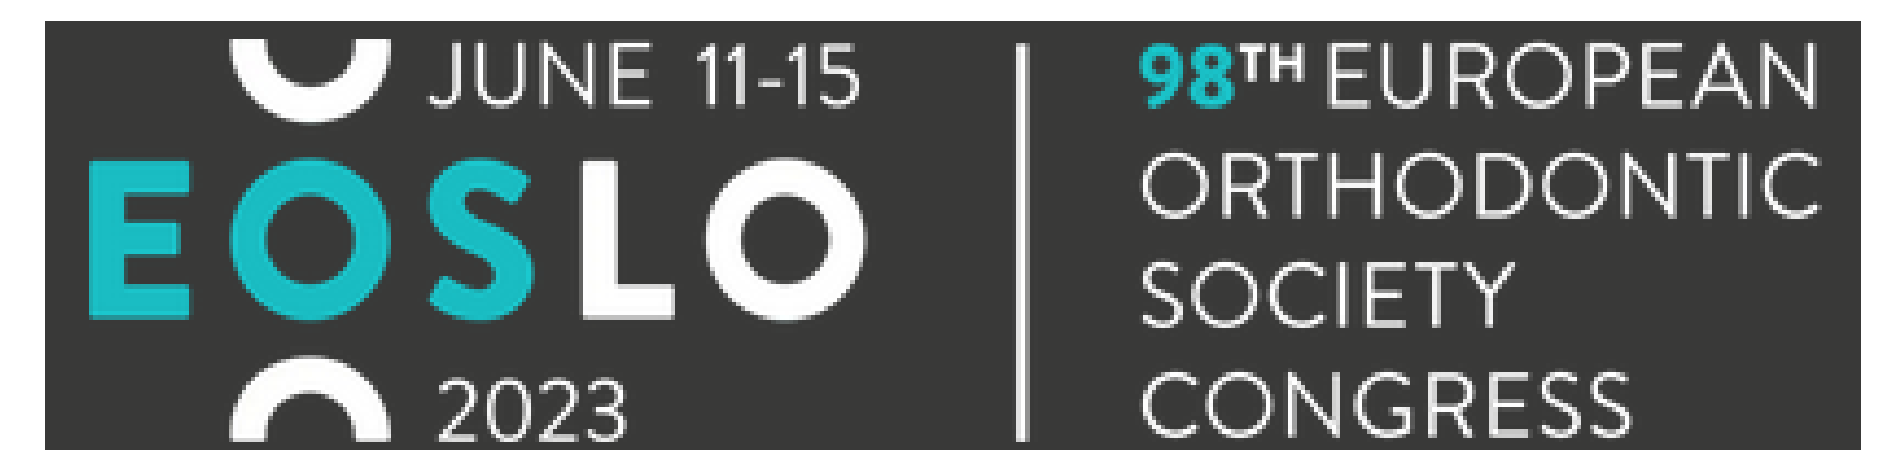 JUNE 11-15
EOSLO
2023
98TH EUROPEAN
ORTHODONTIC
SOCIETY
CONGRESS